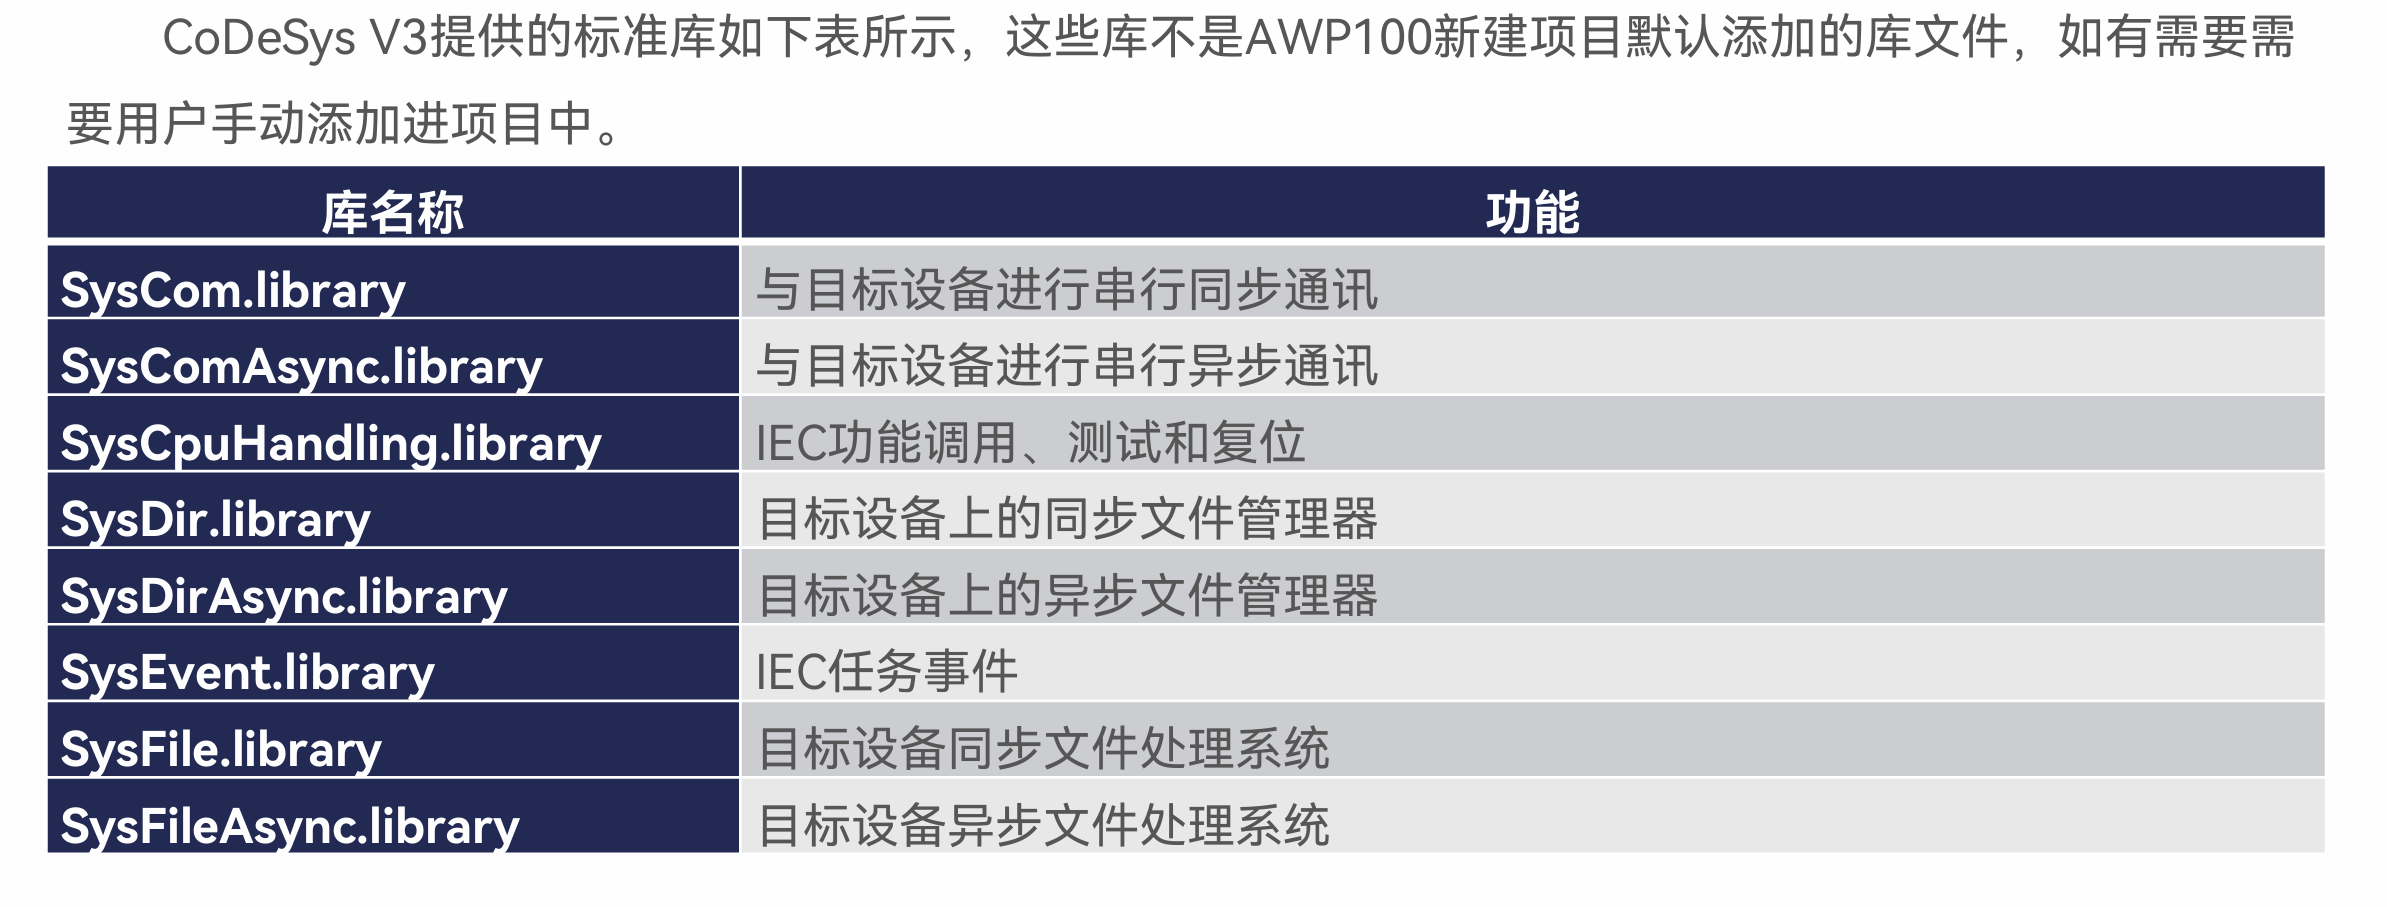 CoDeSys V3提供的标准库如下表所示，这些库不是AWP100新建项目默认添加的库文件，如有需要需
要用户手动添加进项目中。
库名称 功能
SysCom.library 与目标设备进行串行同步通讯
SysComAsync.library 与目标设备进行串行异步通讯
SysCpuHandling.library IEC功能调用、测试和复位
SysDir.library 目标设备上的同步文件管理器
SysDirAsync.library 目标设备上的异步文件管理器
SysEvent.library IEC任务事件
SysFile.library 目标设备同步文件处理系统
SysFileAsync.library 目标设备异步文件处理系统